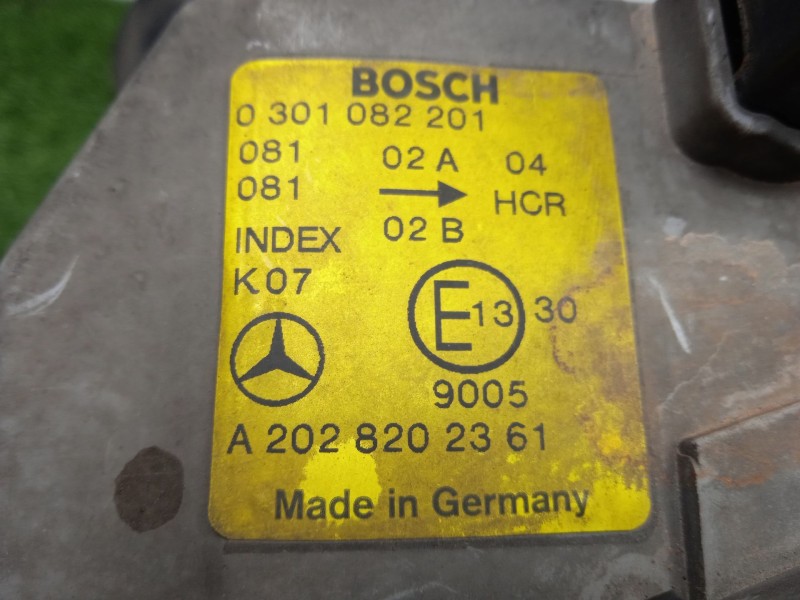 BOSCH
0 301 082 201
081 02 A 04
081 → HCR
02 B
INDEX
K07
E13 30
9005
A 202 820 23 61
Made in Germany